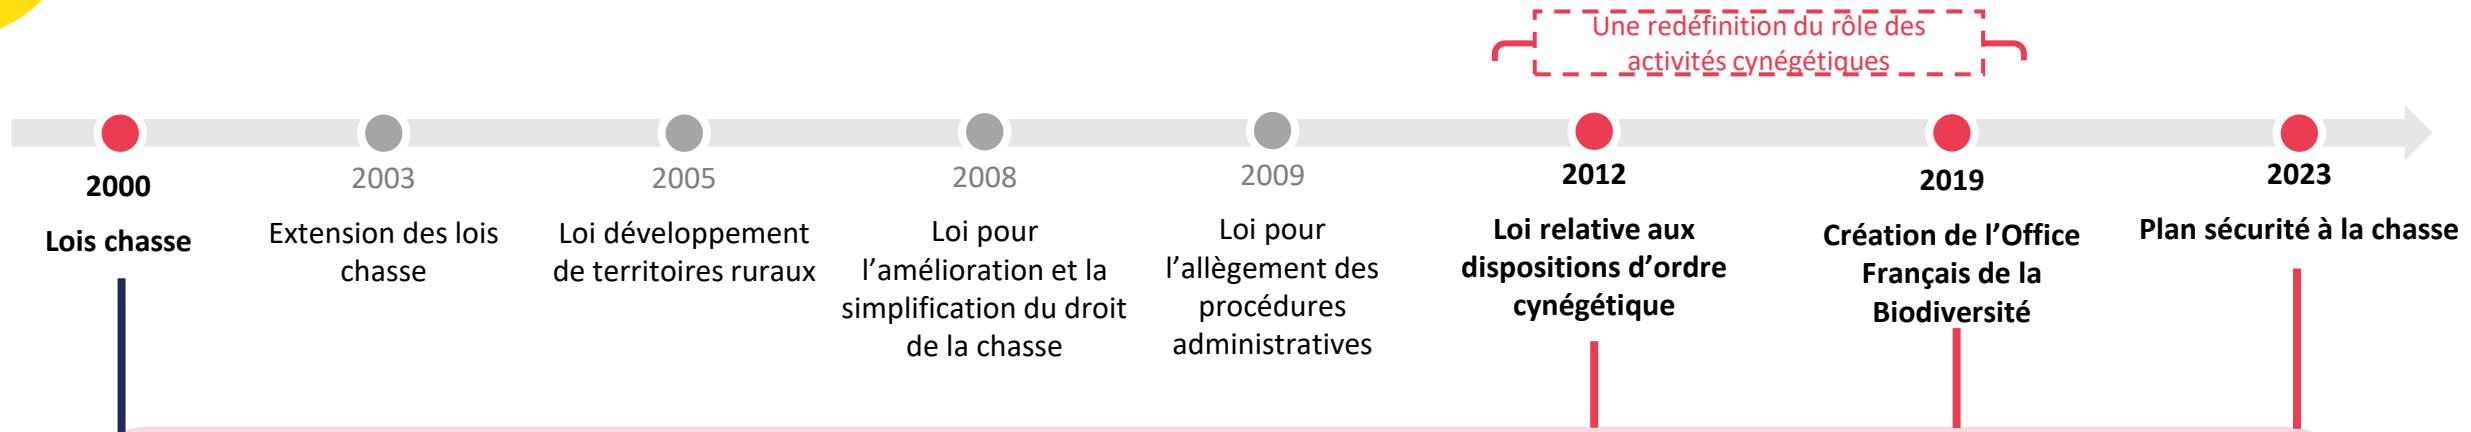 Une redéfinition du rôle des
activités cynégétiques
2000
Lois chasse
2003
Extension des lois
chasse
2005
Loi développement
de territoires ruraux
2008
Loi pour
l’amélioration et la
simplification du droit
de la chasse
2009
Loi pour
l’allègement des
procédures
administratives
2012
Loi relative aux
dispositions d’ordre
cynégétique
2019
Création de l’Office
Français de la
Biodiversité
2023
Plan sécurité à la chasse